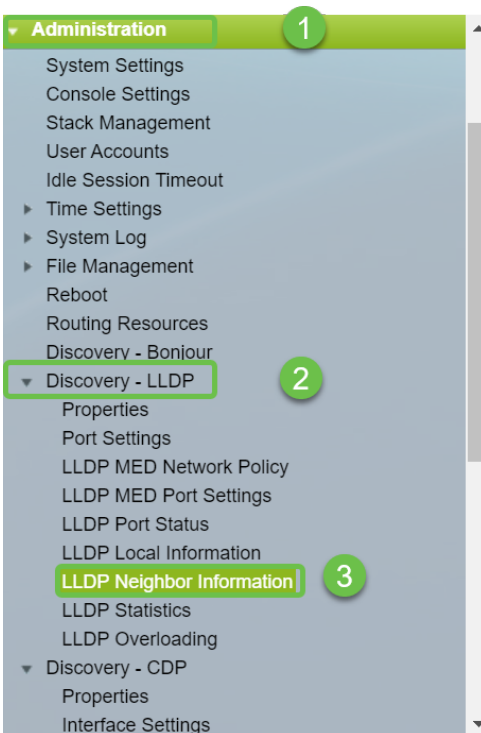 Administration 1
System Settings
Console Settings
Stack Management
User Accounts
Idle Session Timeout
Time Settings
System Log
File Management
Reboot
Routing Resources
Discovery - Bonjour
Discovery - LLDP 2
Properties
Port Settings
LLDP MED Network Policy
LLDP MED Port Settings
LLDP Port Status
LLDP Local Information
LLDP Neighbor Information 3
LLDP Statistics
LLDP Overloading
Discovery - CDP
Properties
Interface Settings